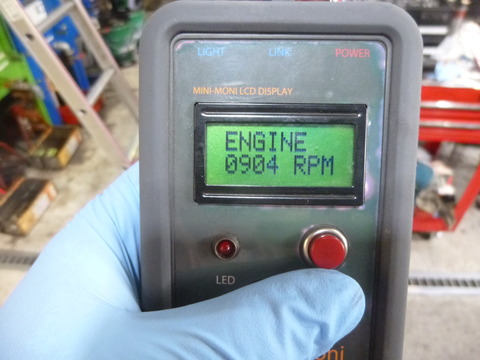 LIGHT LINK POWER
MINI-MONI LCD DISPLAY
ENGINE
0904 RPM
LED